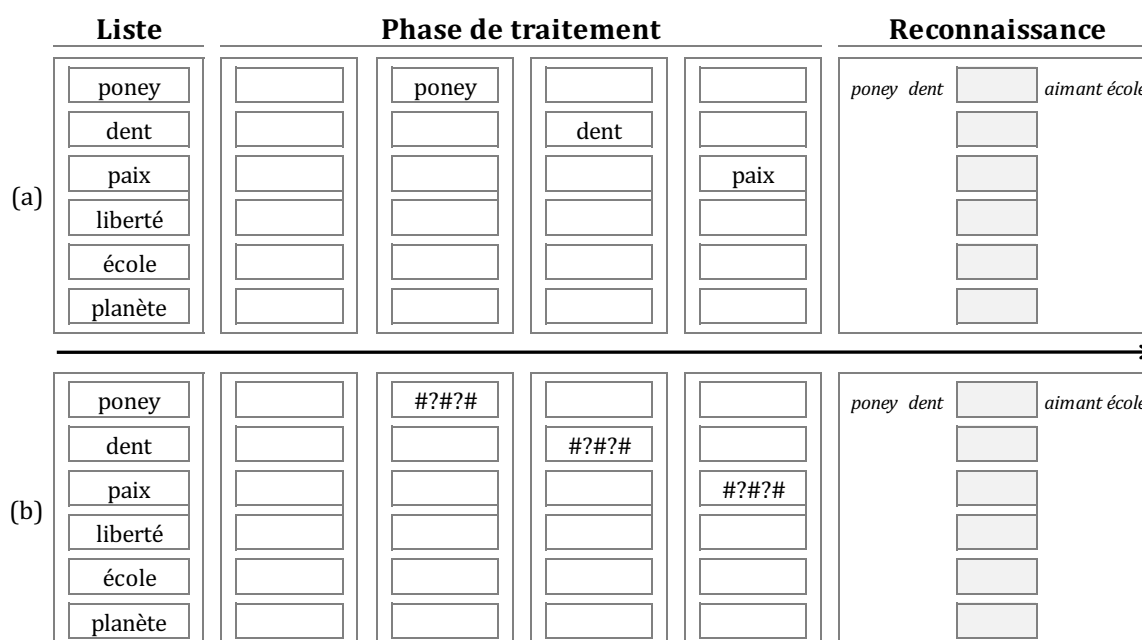 Liste Phase de traitement Reconnaissance
(a)
poney poney poney dent aimant école
dent dent
paix paix
liberté
école
planète
(b)
poney #?#?# poney dent aimant école
dent #?#?#
paix #?#?#
liberté
école
planète